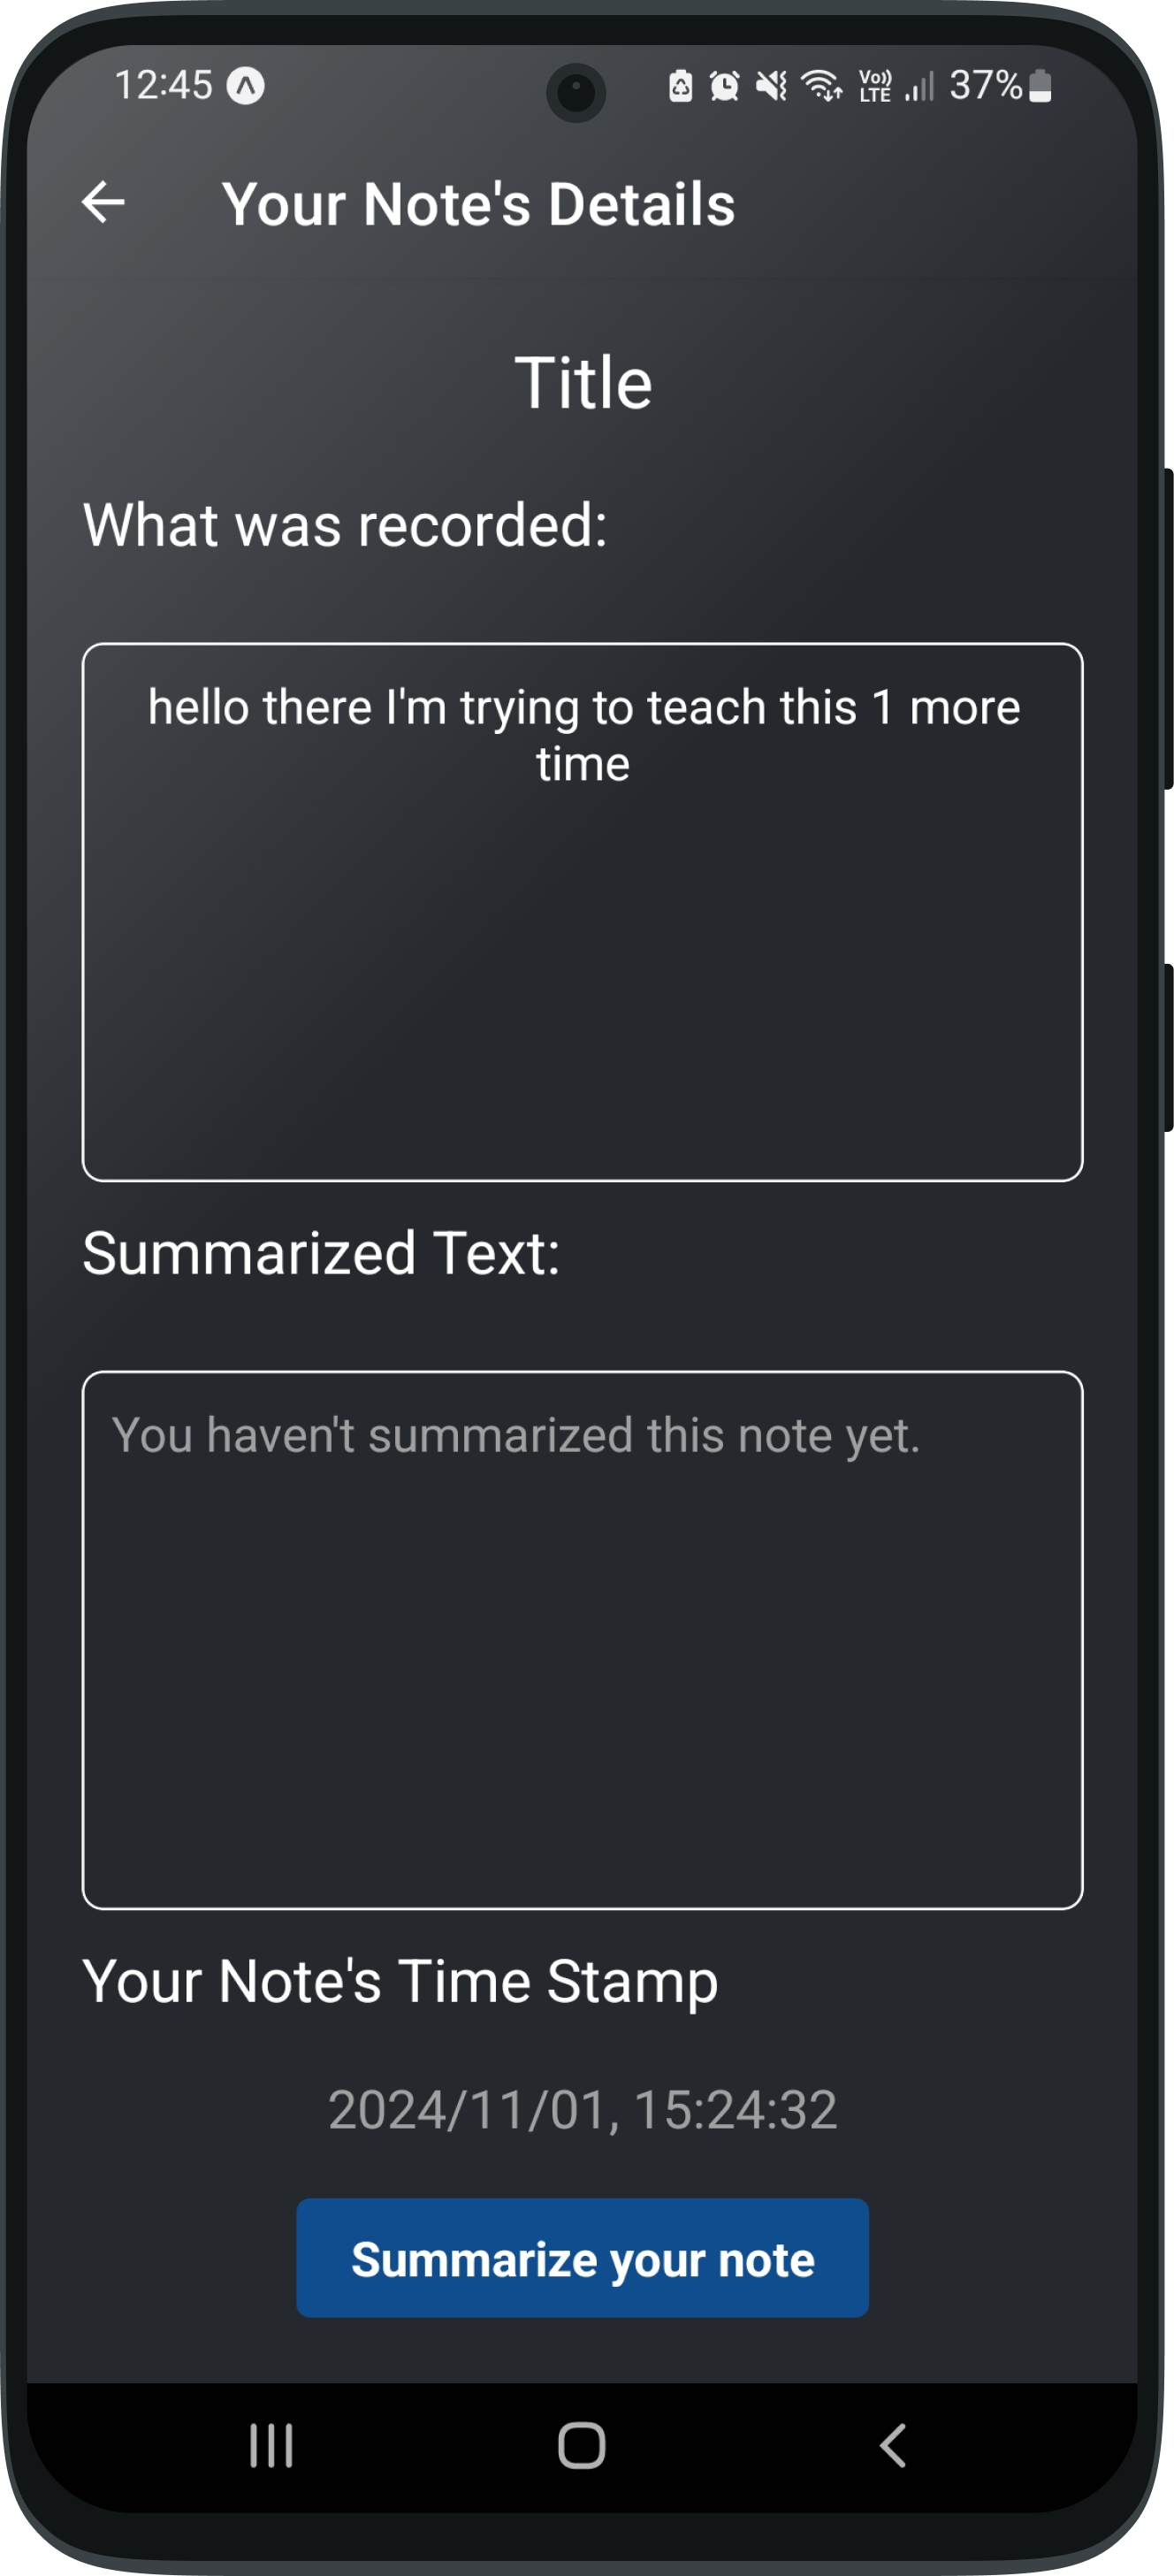 12:45
Vo)) LTE 37%
Your Note's Details
Title
What was recorded:
hello there I'm trying to teach this 1 more
time
Summarized Text:
You haven't summarized this note yet.
Your Note's Time Stamp
2024/11/01, 15:24:32
Summarize your note